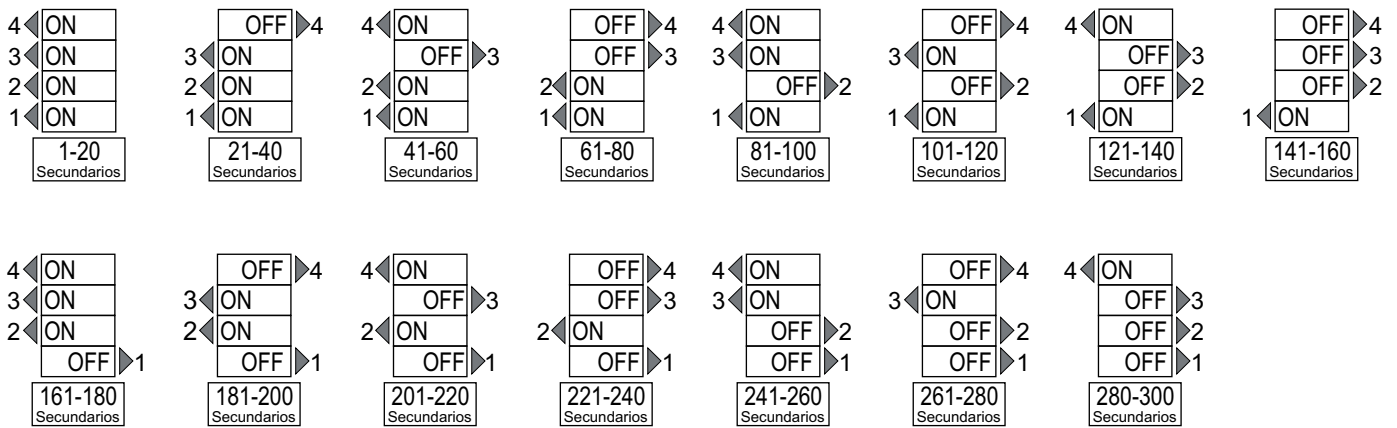 4 ON OFF 4 4 ON OFF 4 4 ON OFF 4 4 ON OFF 4
3 ON 3 ON OFF 3 OFF 3 3 ON 3 ON OFF 3 OFF 3
2 ON 2 ON 2 ON 2 ON OFF 2 OFF 2 OFF 2 OFF 2
1 ON 1 ON 1 ON 1 ON 1 ON 1 ON 1 ON 1 ON
1-20 21-40 41-60 61-80 81-100 101-120 121-140 141-160
Secundarios Secundarios Secundarios Secundarios Secundarios Secundarios Secundarios Secundarios
4 ON OFF 4 4 ON OFF 4 4 ON OFF 4 4 ON
3 ON 3 ON OFF 3 OFF 3 3 ON 3 ON OFF 3
2 ON 2 ON 2 ON 2 ON OFF 2 OFF 2 OFF 2
OFF 1 OFF 1 OFF 1 OFF 1 OFF 1 OFF 1 OFF 1
161-180 181-200 201-220 221-240 241-260 261-280 280-300
Secundarios Secundarios Secundarios Secundarios Secundarios Secundarios Secundarios